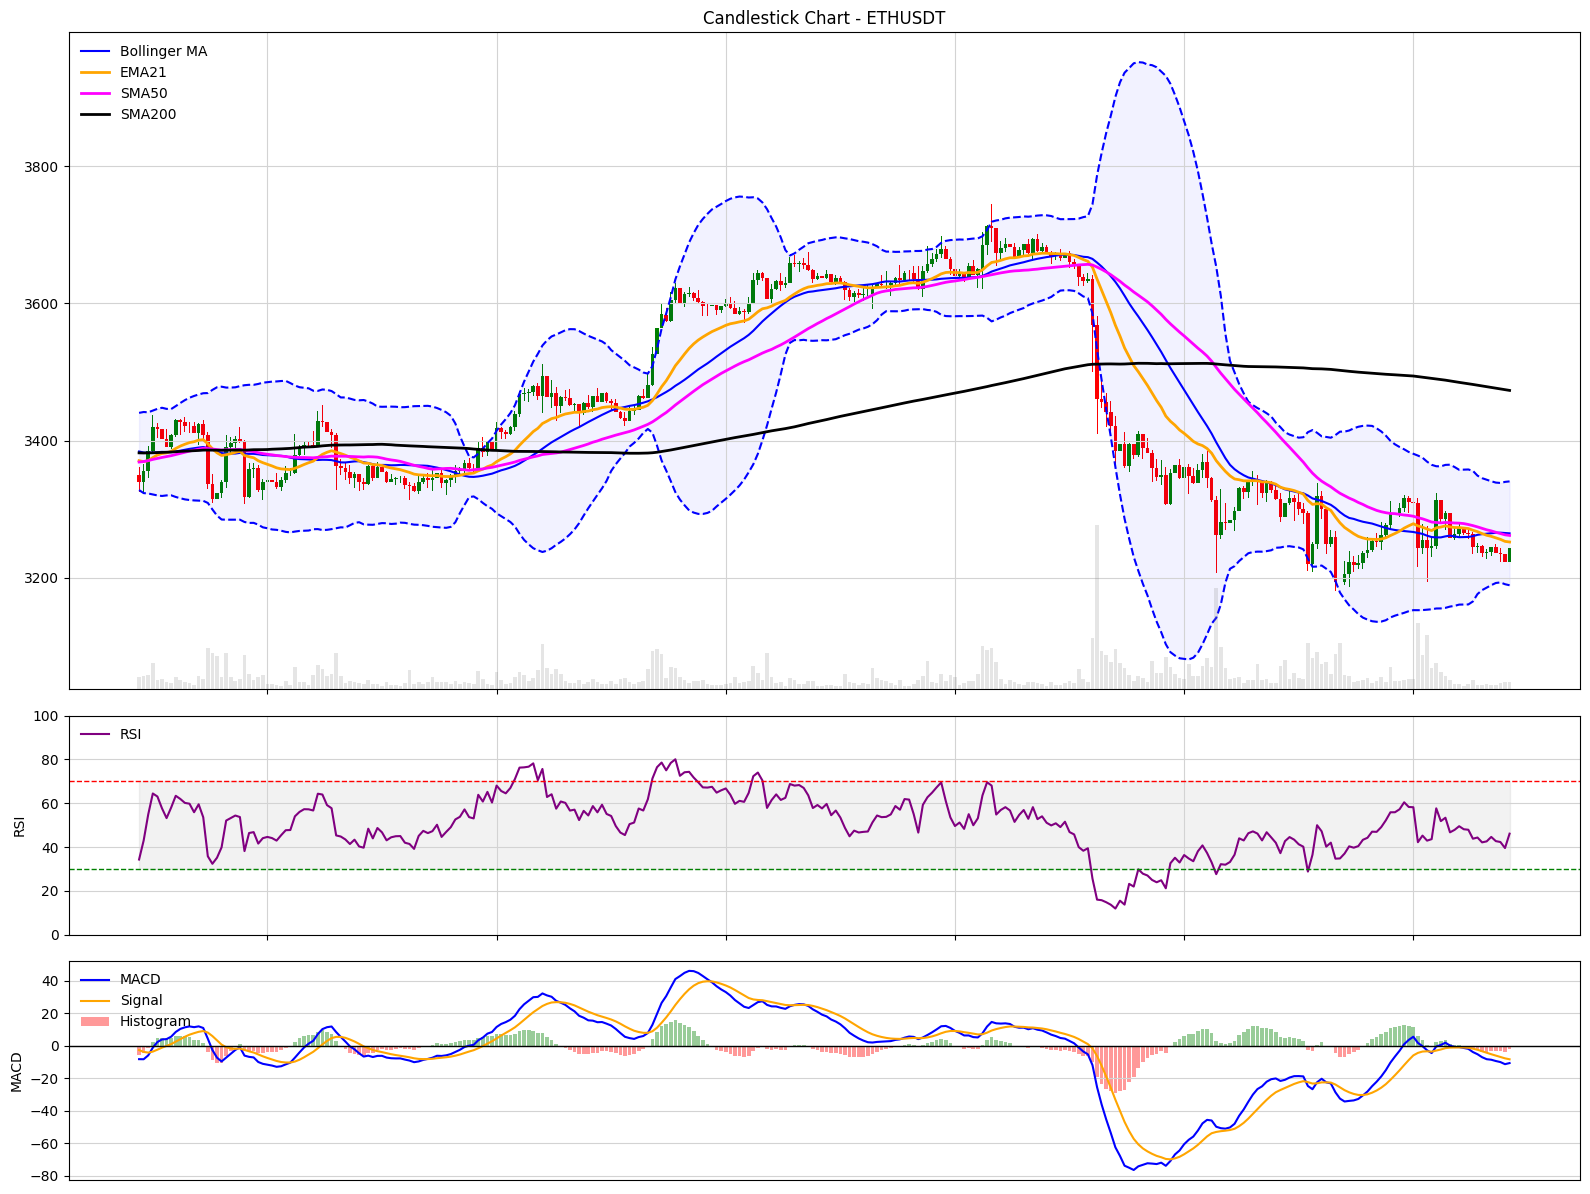 Candlestick Chart - ETHUSDT
Bollinger MA
EMA21
SMA50
SMA200
3800
3600
3400
3200
RSI
100
80
60
40
20
0
RSI
MACD
Signal
Histogram
40
20
0
−20
−40
−60
−80
MACD